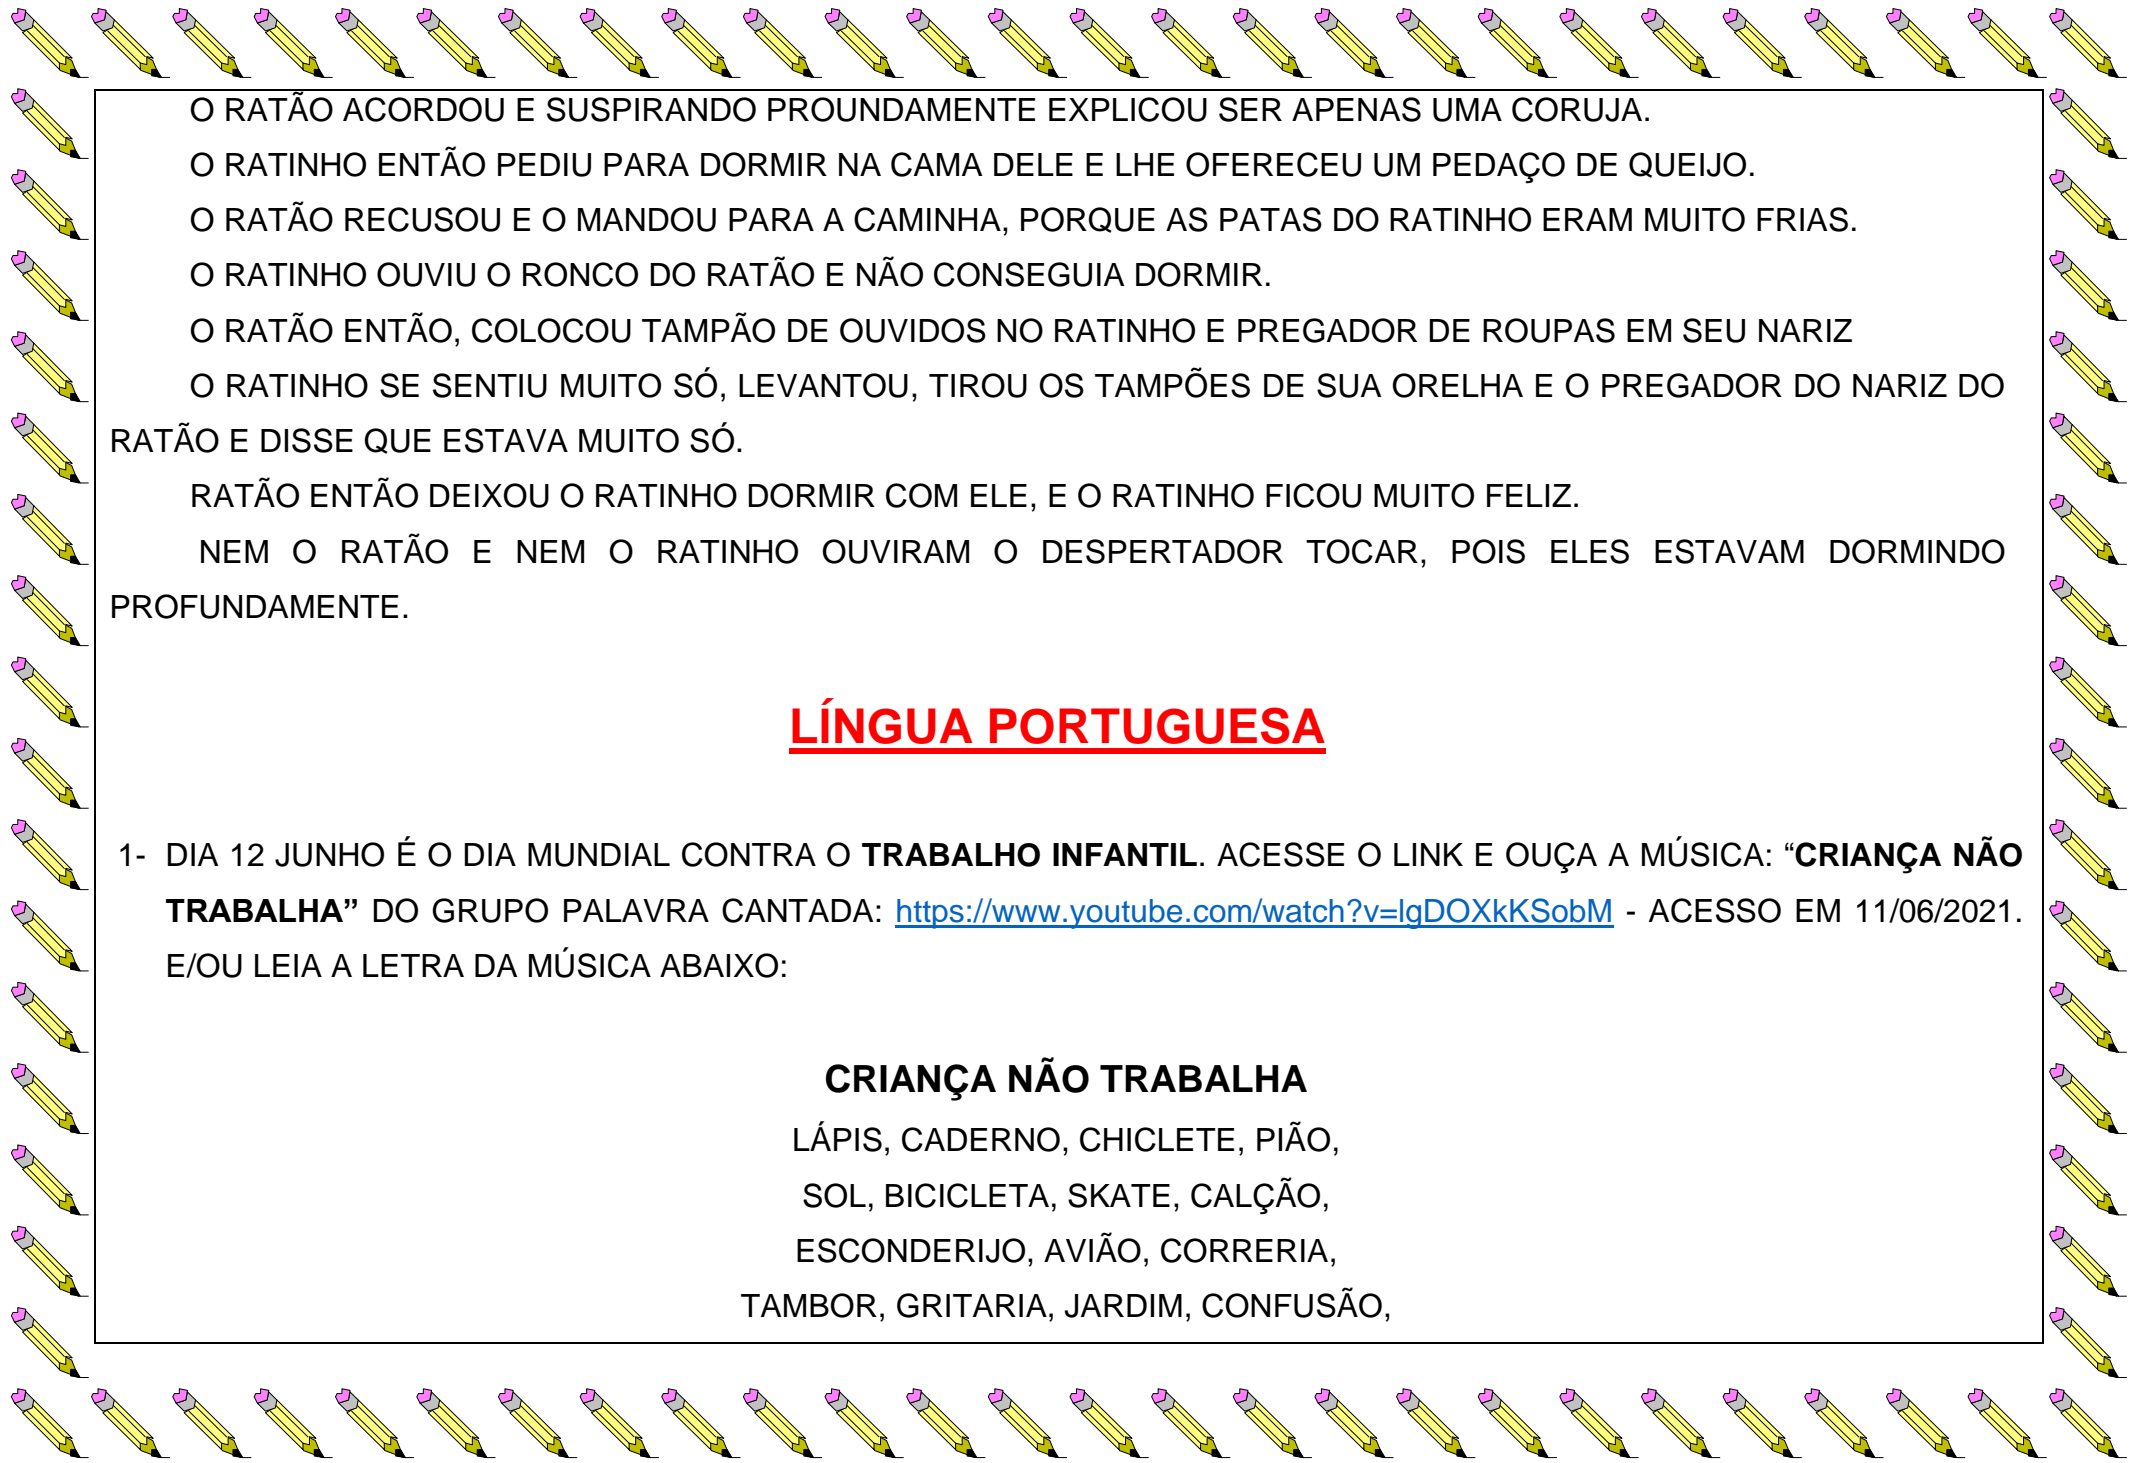 O RATÃO ACORDOU E SUSPIRANDO PROUNDAMENTE EXPLICOU SER APENAS UMA CORUJA.
O RATINHO ENTÃO PEDIU PARA DORMIR NA CAMA DELE E LHE OFERECEU UM PEDAÇO DE QUEIJO.
O RATÃO RECUSOU E O MANDOU PARA A CAMINHA, PORQUE AS PATAS DO RATINHO ERAM MUITO FRIAS.
O RATINHO OUVIU O RONCO DO RATÃO E NÃO CONSEGUIA DORMIR.
O RATÃO ENTÃO, COLOCOU TAMPÃO DE OUVIDOS NO RATINHO E PREGADOR DE ROUPAS EM SEU NARIZ
O RATINHO SE SENTIU MUITO SÓ, LEVANTOU, TIROU OS TAMPÕES DE SUA ORELHA E O PREGADOR DO NARIZ DO
RATÃO E DISSE QUE ESTAVA MUITO SÓ.
RATÃO ENTÃO DEIXOU O RATINHO DORMIR COM ELE, E O RATINHO FICOU MUITO FELIZ.
NEM O RATÃO E NEM O RATINHO OUVIRAM O DESPERTADOR TOCAR, POIS ELES ESTAVAM DORMINDO
PROFUNDAMENTE.
LÍNGUA PORTUGUESA
1- DIA 12 JUNHO É O DIA MUNDIAL CONTRA O TRABALHO INFANTIL. ACESSE O LINK E OUÇA A MÚSICA: “CRIANÇA NÃO
TRABALHA” DO GRUPO PALAVRA CANTADA: https://www.youtube.com/watch?v=lgDOXkKSobM - ACESSO EM 11/06/2021.
E/OU LEIA A LETRA DA MÚSICA ABAIXO:
CRIANÇA NÃO TRABALHA
LÁPIS, CADERNO, CHICLETE, PIÃO,
SOL, BICICLETA, SKATE, CALÇÃO,
ESCONDERIJO, AVIÃO, CORRERIA,
TAMBOR, GRITARIA, JARDIM, CONFUSÃO,